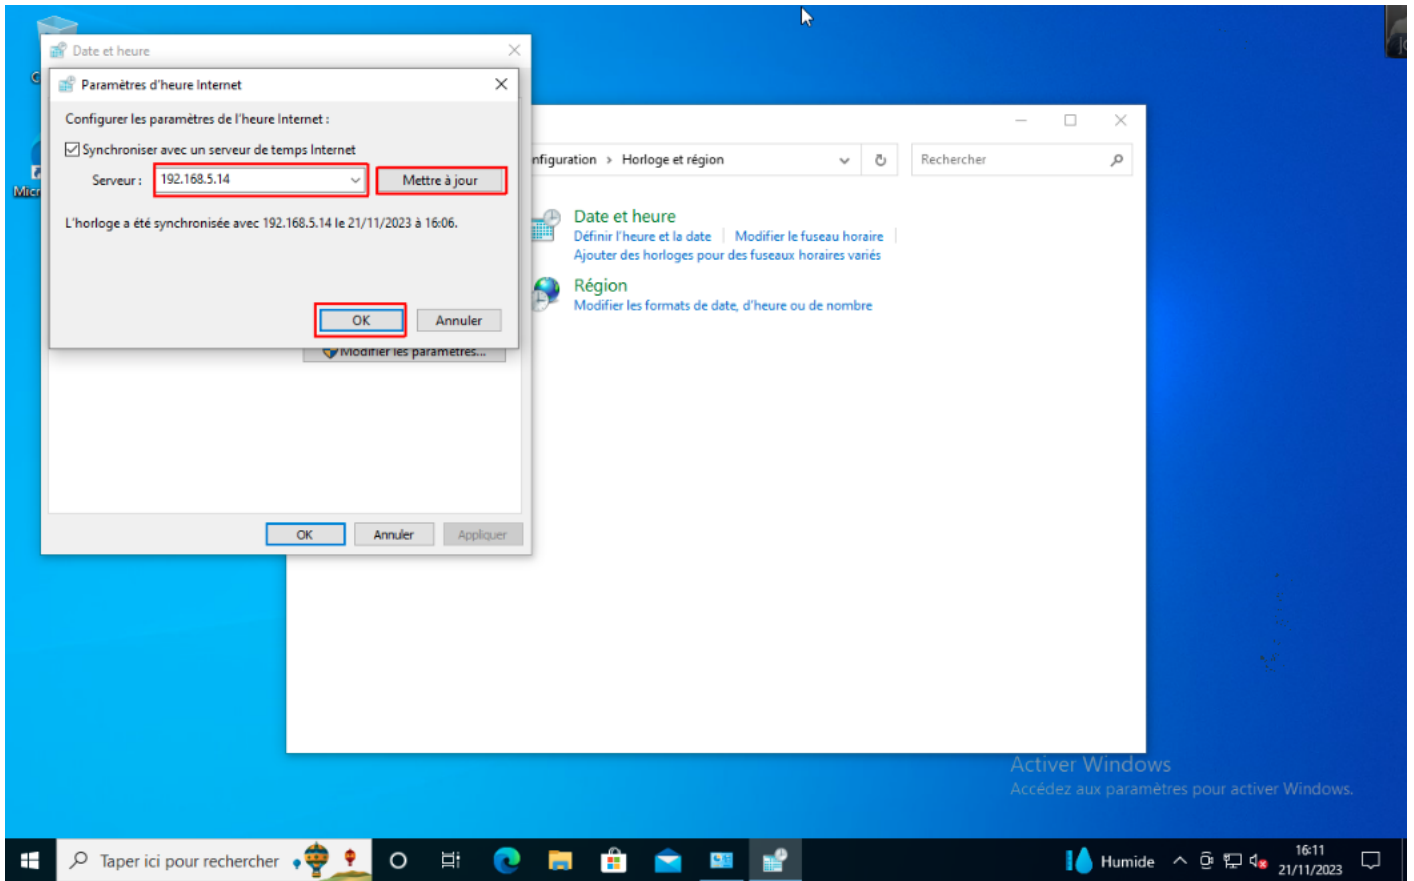 Date et heure
Paramètres d'heure Internet
Configurer les paramètres de l'heure Internet :
Synchroniser avec un serveur de temps Internet
Serveur : 192.168.5.14 Mettre à jour
L'horloge a été synchronisée avec 192.168.5.14 le 21/11/2023 à 16:06.
OK Annuler
Modifier les paramètres...
OK Annuler Appliquer
nfiguration > Horloge et région
Rechercher
Date et heure
Définir l'heure et la date Modifier le fuseau horaire
Ajouter des horloges pour des fuseaux horaires variés
Région
Modifier les formats de date, d'heure ou de nombre
Activer Windows
Accédez aux paramètres pour activer Windows.
Taper ici pour rechercher
Humide
16:11
21/11/2023